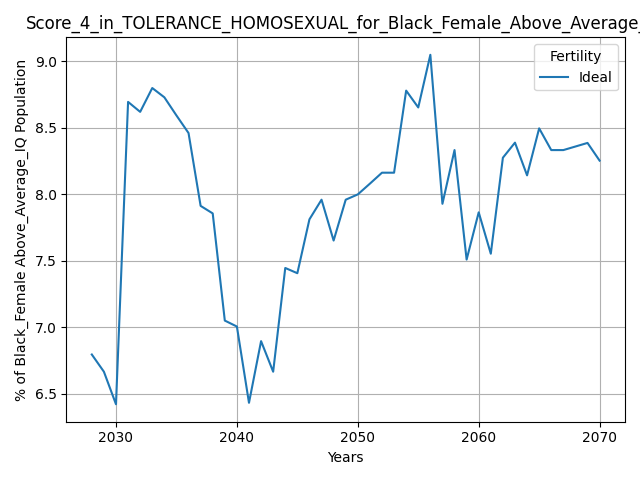 Score_4_in_TOLERANCE_HOMOSEXUAL_for_Black_Female_Above_Average_
Fertility
Ideal
% of Black_Female Above_Average_IQ Population
9.0
8.5
8.0
7.5
7.0
6.5
2030 2040 2050 2060 2070
Years